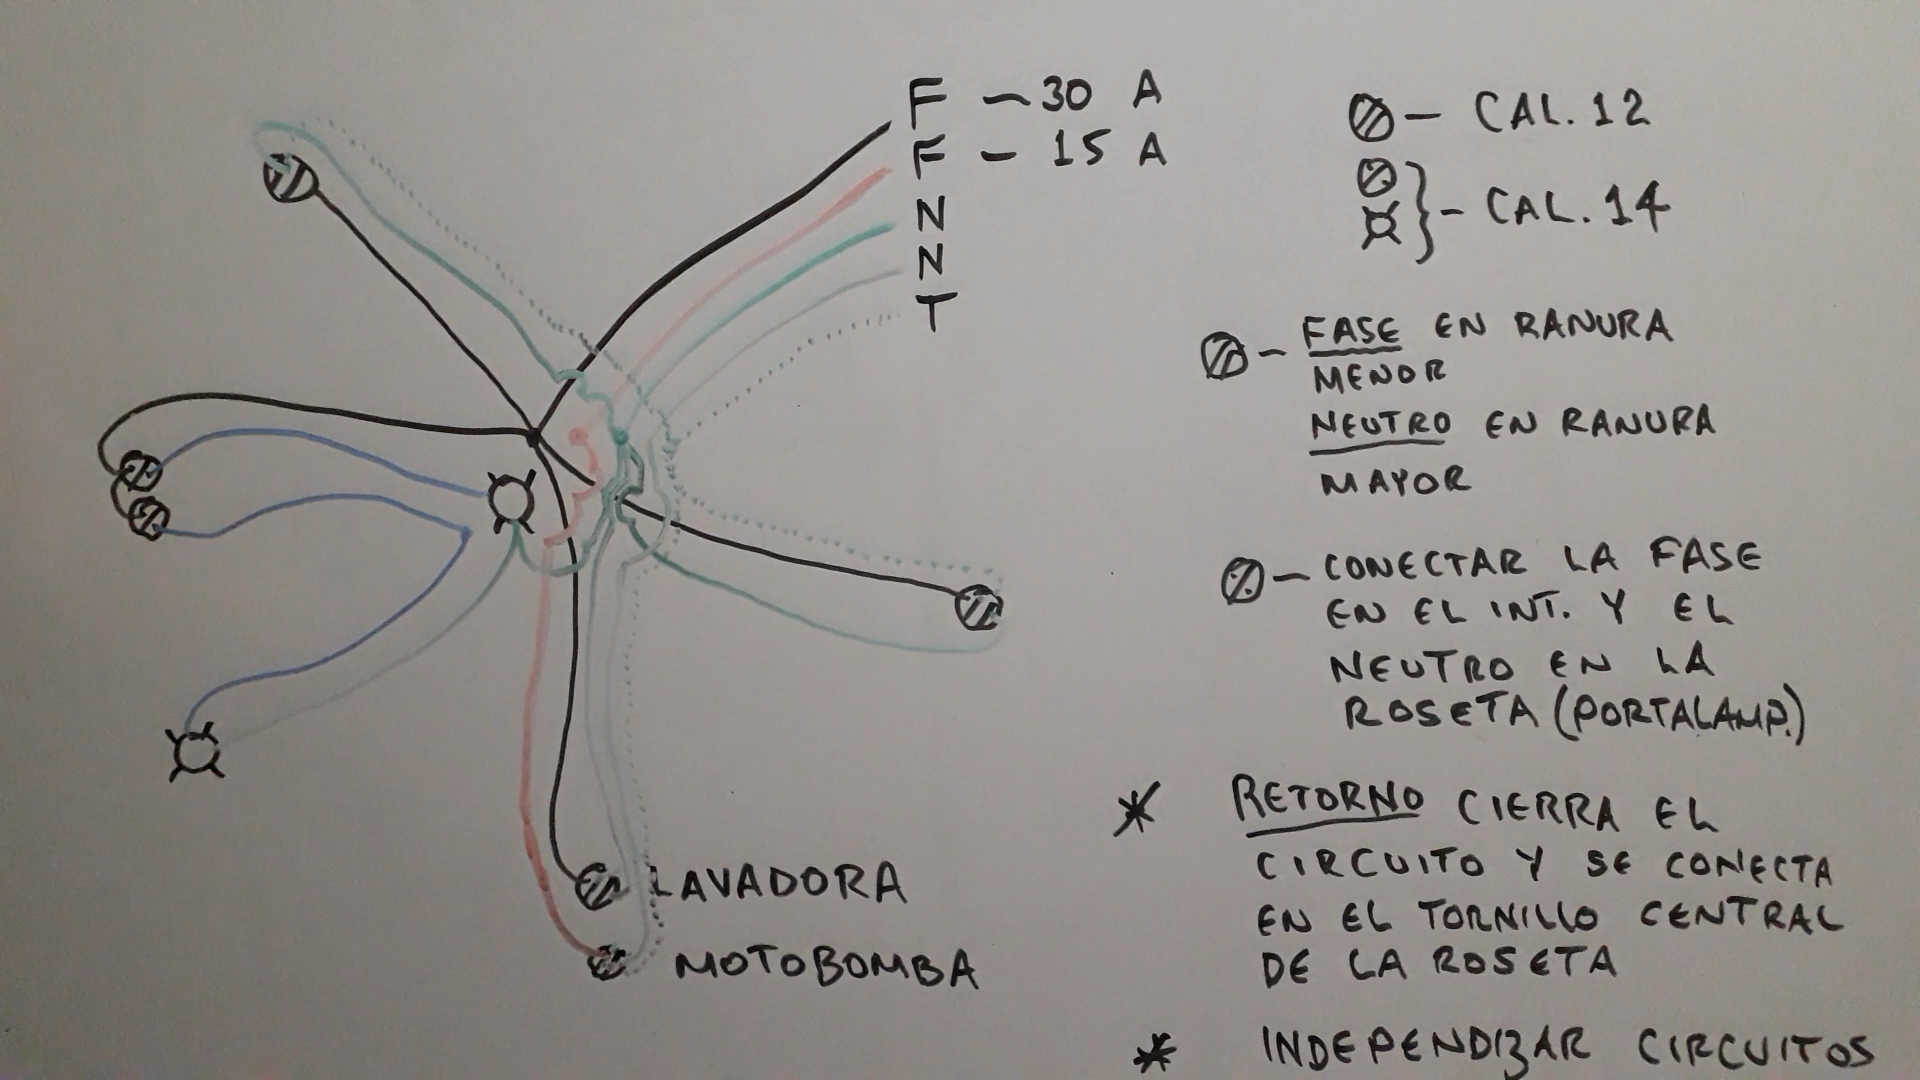 F - 30 A
F - 15 A
N
N
T
LAVADORA
MOTOBOMBA
- CAL. 12
- CAL. 14
- FASE EN RANURA
MENOR
NEUTRO EN RANURA
MAYOR
- CONECTAR LA FASE
EN EL INT. Y EL
NEUTRO EN LA
ROSETA (PORTALAMP.)
* RETORNO CIERRA EL
CIRCUITO Y SE CONECTA
EN EL TORNILLO CENTRAL
DE LA ROSETA
* INDEPENDIZAR CIRCUITOS